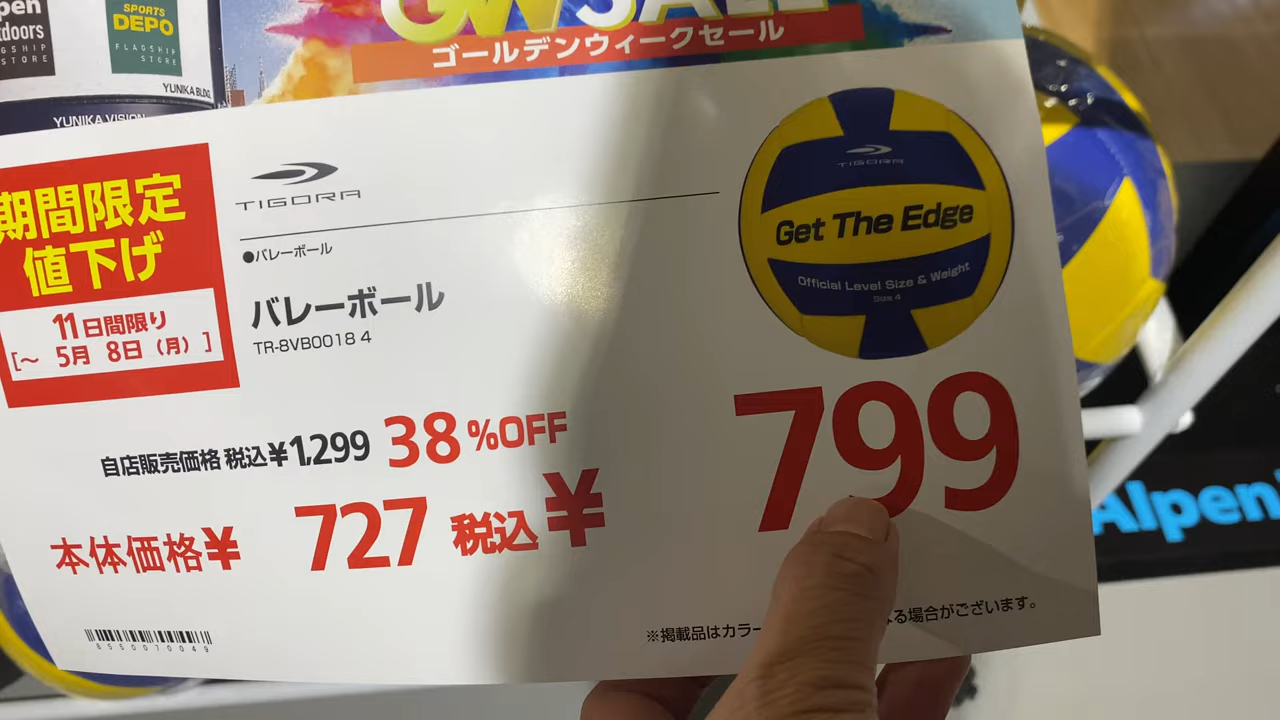 SPORTS
DEPO
FLAGSHIP
STORE
YUNIKA BLDG.
YUNIKA VISION
GW SALE
ゴールデンウィークセール
期間限定
値下げ
11日間限り
[～ 5月 8日（月）]
TIGORA
●バレーボール
バレーボール
TR-8VB0018 4
TIGORA
Get The Edge
Official Level Size & Weight
Size 4
自店販売価格 税込¥1,299 38%OFF
本体価格¥ 727 税込¥ 799
8550010049
※掲載品はカラー
る場合がございます。
Alpen